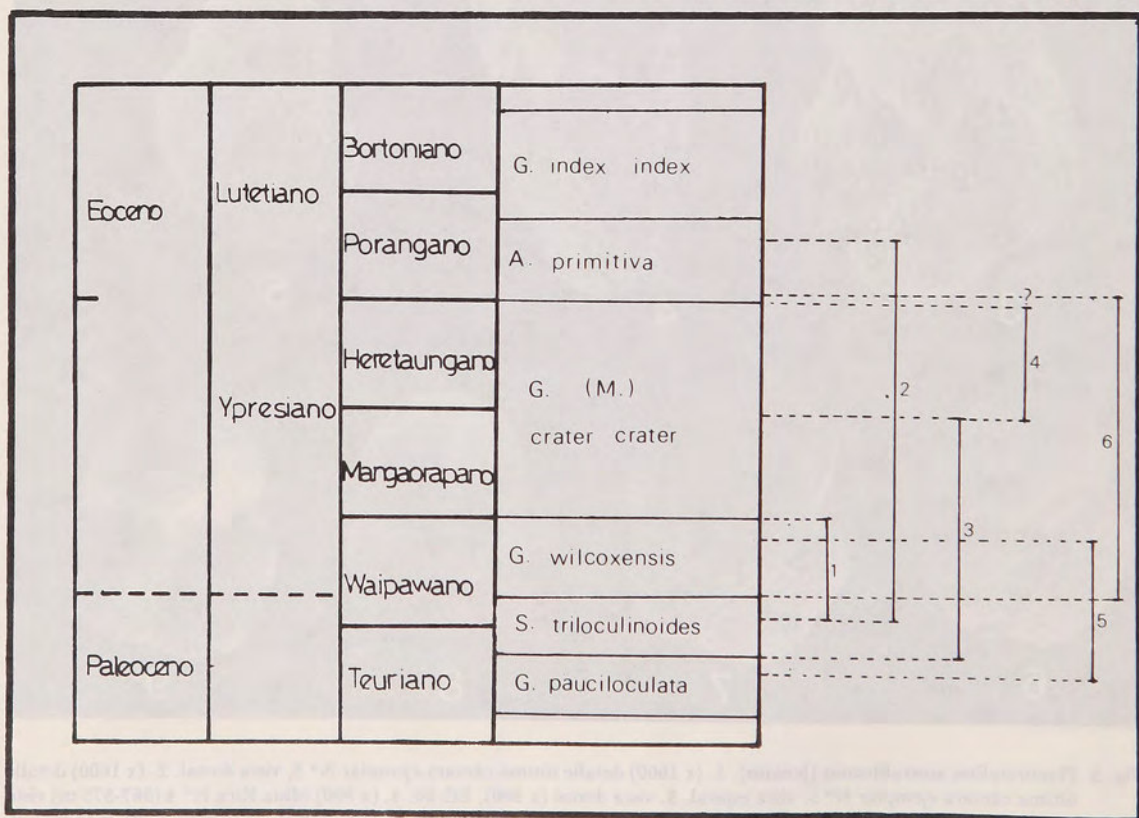 Eoceno
Paleoceno
Lutetiano
Ypresiano
Bortoniano
Porangano
Heretaungano
Mangaorapano
Waipawano
Teuriano
G. index index
A. primitiva
G. (M.)
crater crater
G. wilcoxensis
S. triloculinoides
G. pauciloculata
1
2
3
?
4
5
6